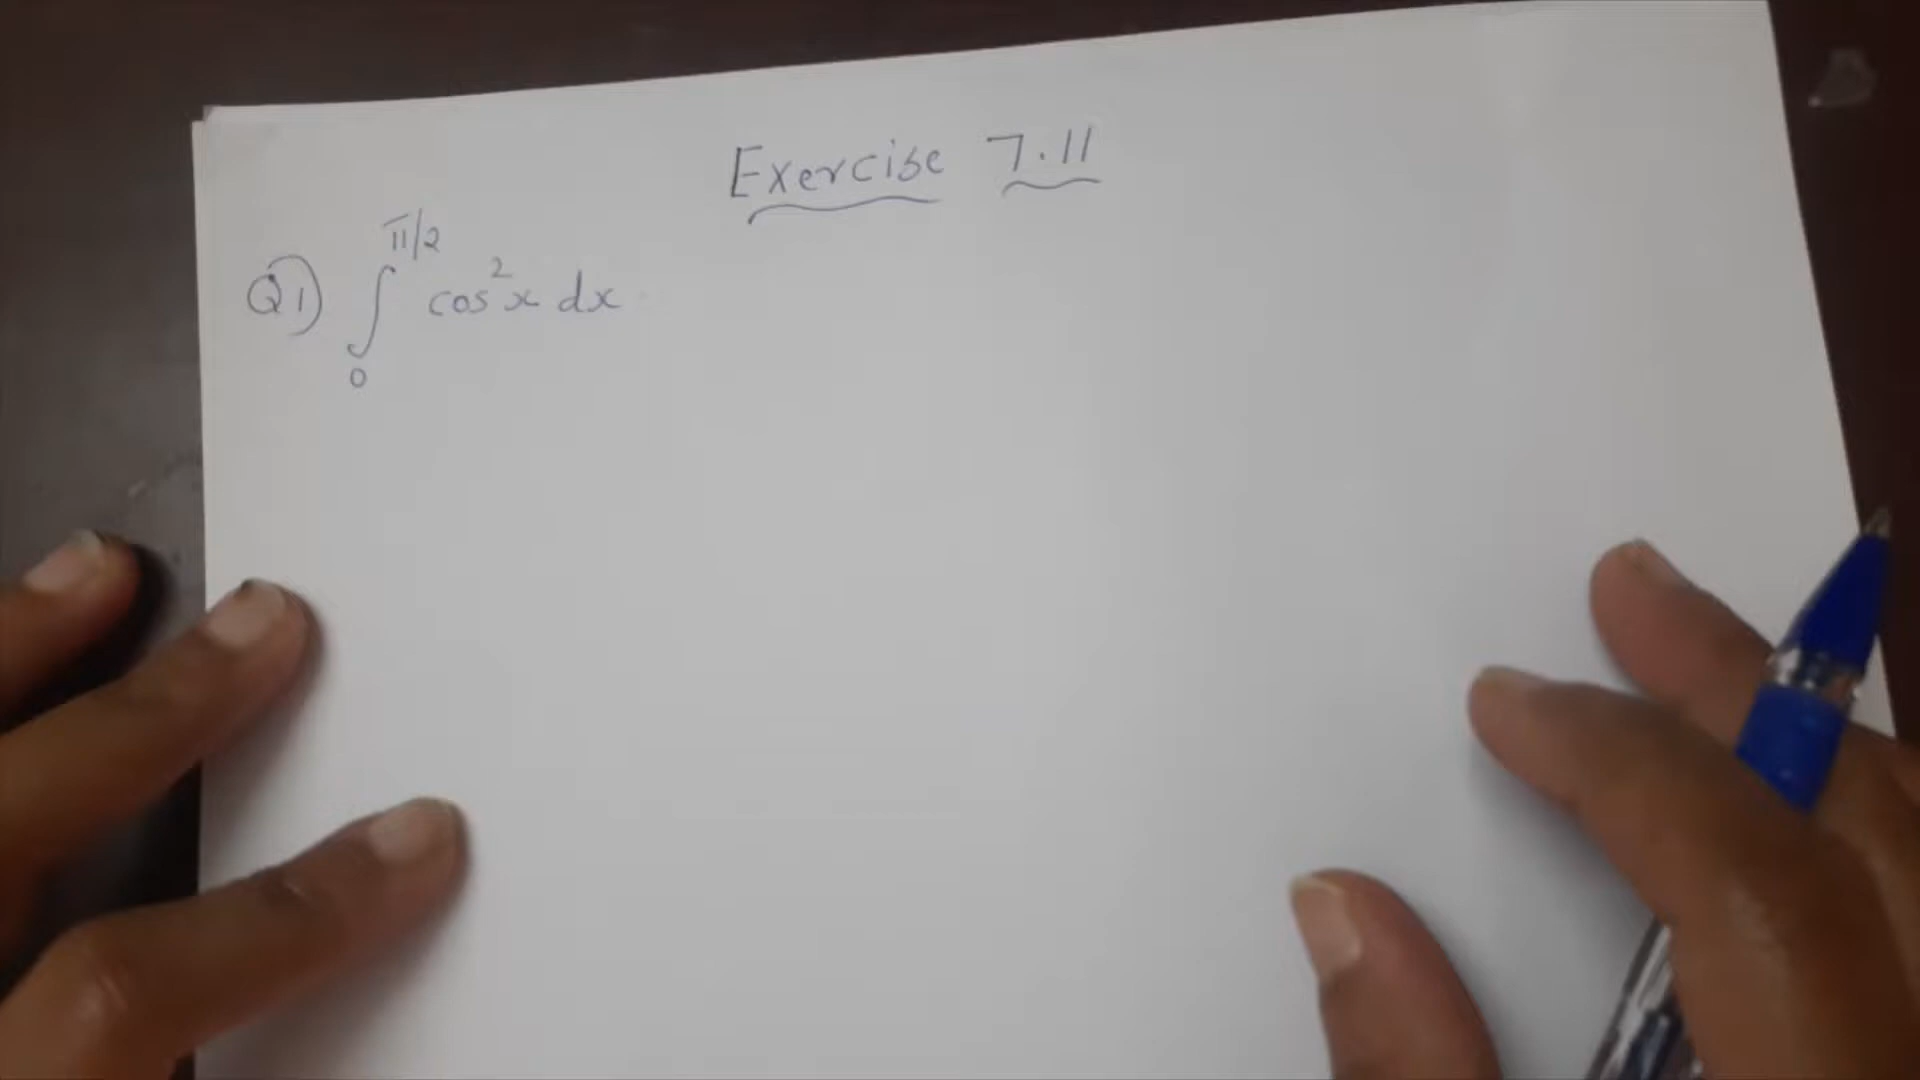 Exercise 7.11
Q1) ∫₀^π/2 cos²x dx